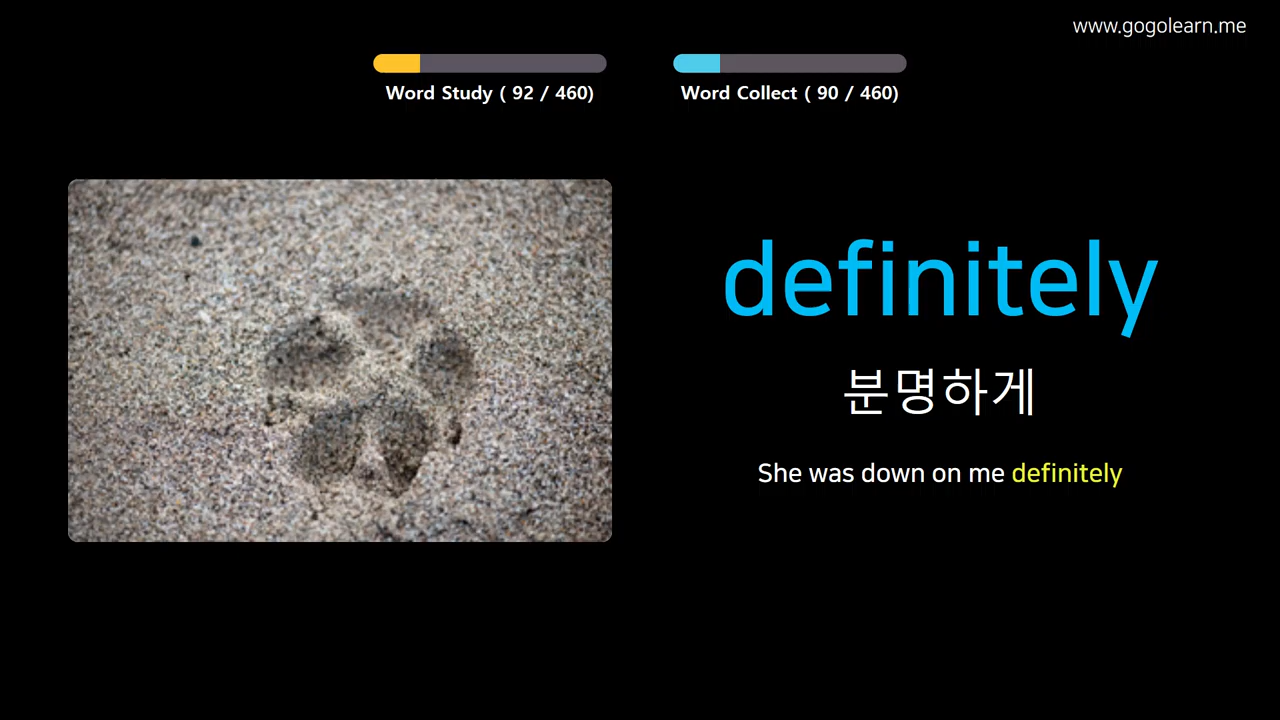 www.gogolearn.me
Word Study ( 92 / 460)
Word Collect ( 90 / 460)
definitely
분명하게
She was down on me definitely